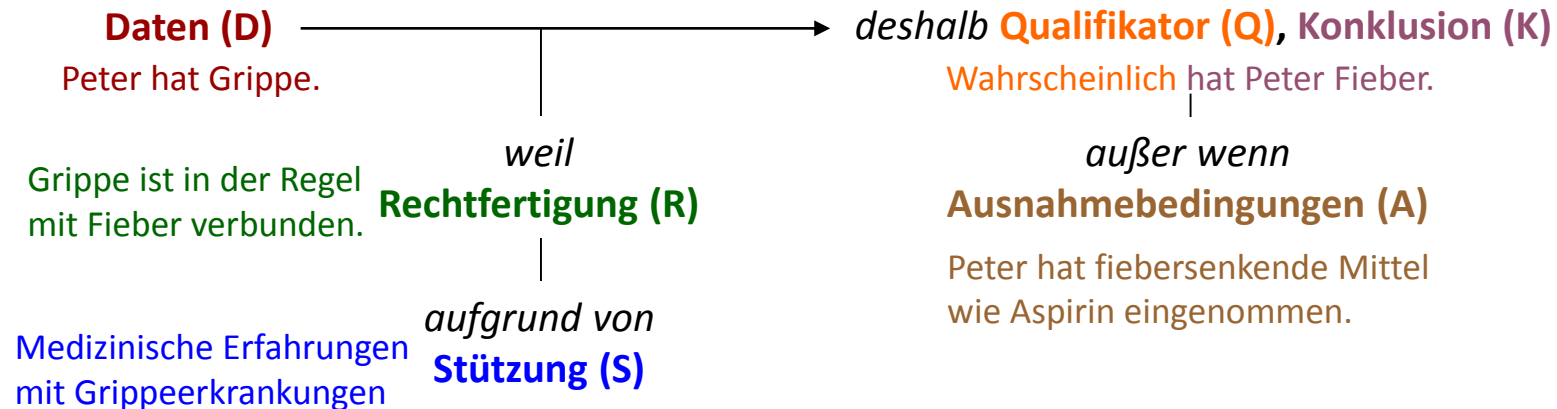 Daten (D)
deshalb Qualifikator (Q), Konklusion (K)
Peter hat Grippe.
Wahrscheinlich hat Peter Fieber.
weil
außer wenn
Grippe ist in der Regel
mit Fieber verbunden.
Rechtfertigung (R)
Ausnahmebedingungen (A)
Peter hat fiebersenkende Mittel
wie Aspirin eingenommen.
aufgrund von
Medizinische Erfahrungen
mit Grippeerkrankungen
Stützung (S)